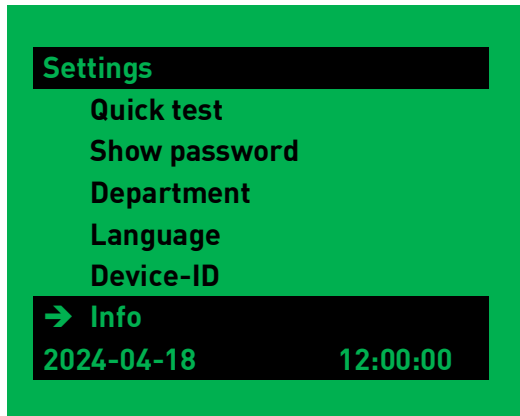 Settings
Quick test
Show password
Department
Language
Device-ID
➔ Info
2024-04-18 12:00:00